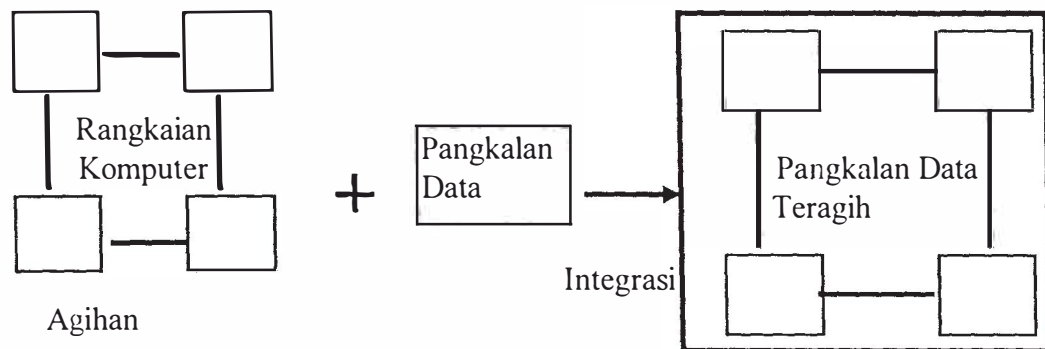 Rangkaian
Komputer
Agihan
+
Pangkalan
Data
Integrasi
Pangkalan Data
Teragih